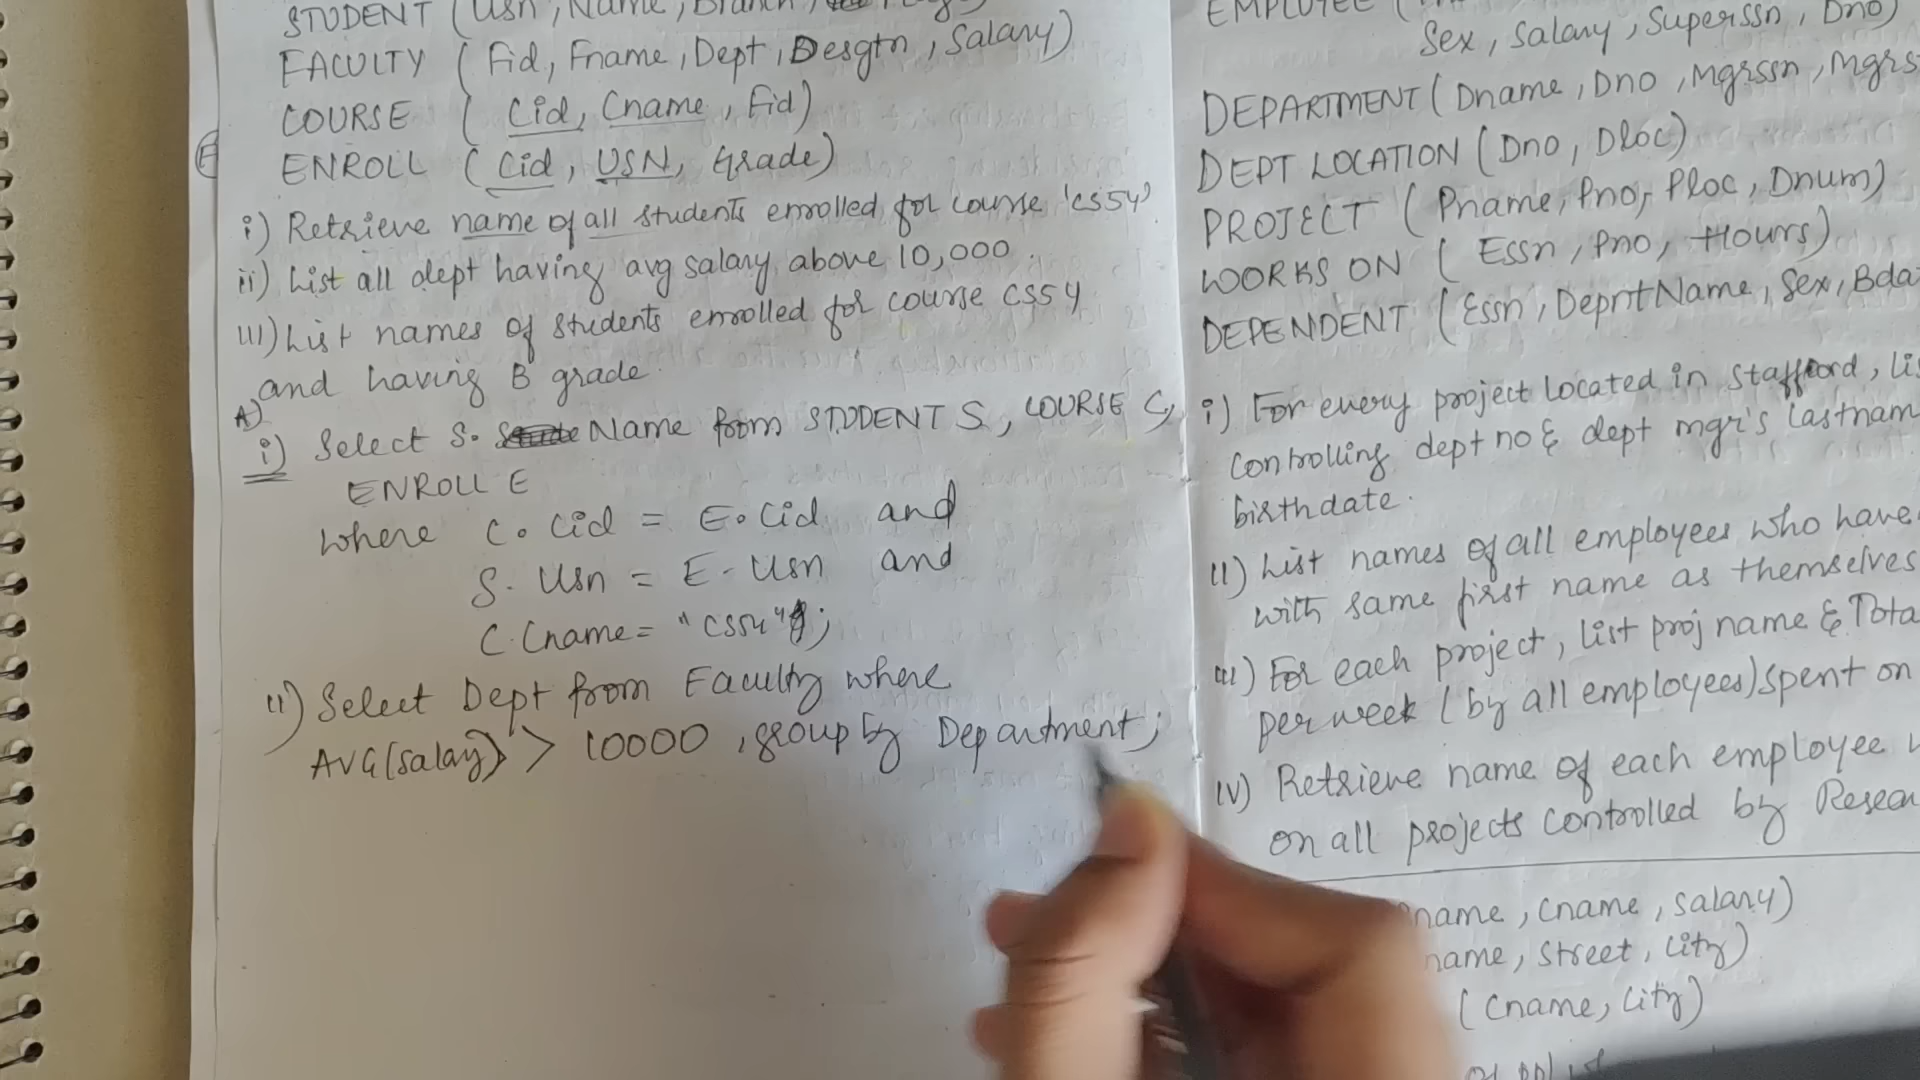 STUDENT (Usn, Name, Branch,
FACULTY ( Fid, Fname, Dept, Desgtn, Salary)
COURSE ( Cid, Cname, Fid)
ENROLL ( Cid, USN, Grade)
i) Retrieve name of all students enrolled for course 'CS54'
ii) List all dept having avg salary above 10,000.
III) List names of students enrolled for course CS54
and having B grade.
A)
i) Select S. Name from STUDENT S, COURSE C,
ENROLL E
where C.Cid = E.Cid and
S.Usn = E.Usn and
C.Cname = "CS54";
II) Select Dept from Faculty where
AVG(Salay) > 10000, group by Department;
EMPLOYEE (
Sex, Salary, Superssn, Dno)
DEPARTMENT (Dname, Dno, Mgrssn, Mgrs
DEPT LOCATION (Dno, Dloc)
PROJECT ( Pname, Pno, Ploc, Dnum)
WORKS ON ( Essn, Pno, Hours)
DEPENDENT ( Essn, DepntName, Sex, Bda
i) For every project located in Stafford, lis
controlling dept no & dept mgr's lastnam
birthdate.
II) List names of all employees who have
with same first name as themselves
III) For each project, list proj name & Tota
per week (by all employees) spent on
IV) Retrieve name of each employee
on all projects controlled by Resea
name, Cname, Salary)
name, Street, City)
( Cname, City)